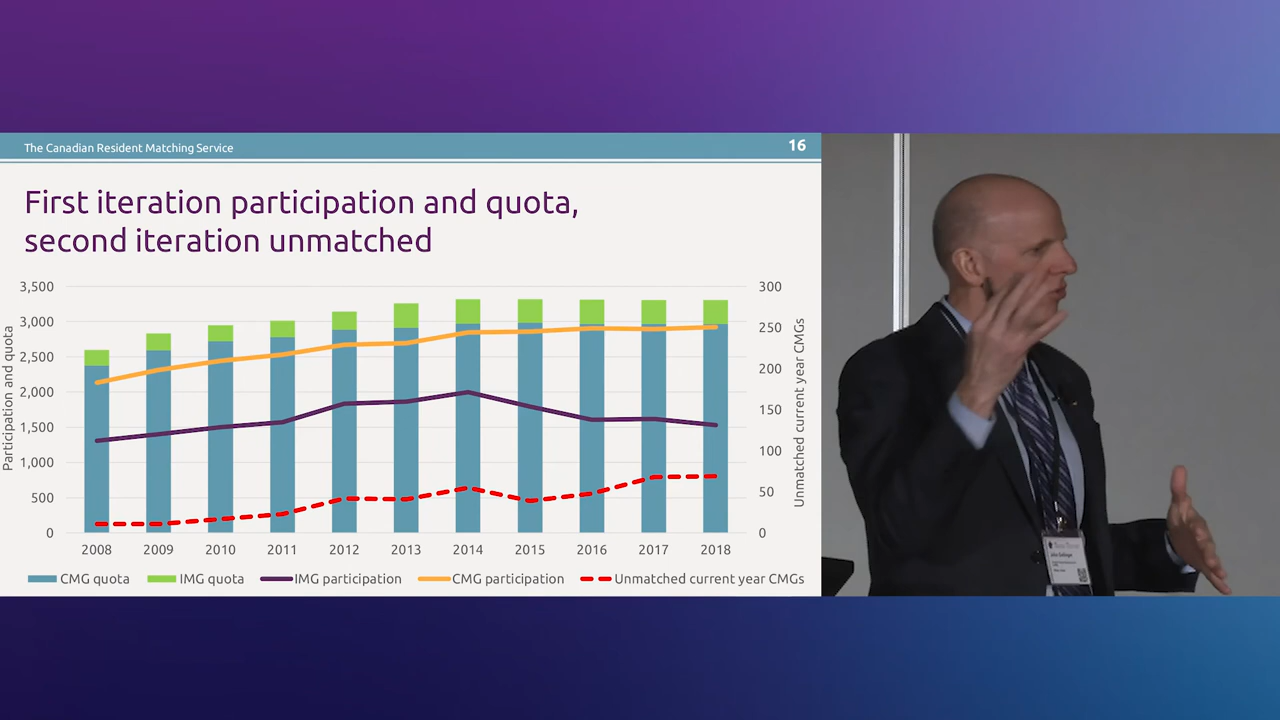 The Canadian Resident Matching Service
16
First iteration participation and quota,
second iteration unmatched
Participation and quota
3,500
3,000
2,500
2,000
1,500
1,000
500
0
300
250
200
150
100
50
0
Unmatched current year CMGs
2008 2009 2010 2011 2012 2013 2014 2015 2016 2017 2018
CMG quota IMG quota IMG participation CMG participation Unmatched current year CMGs